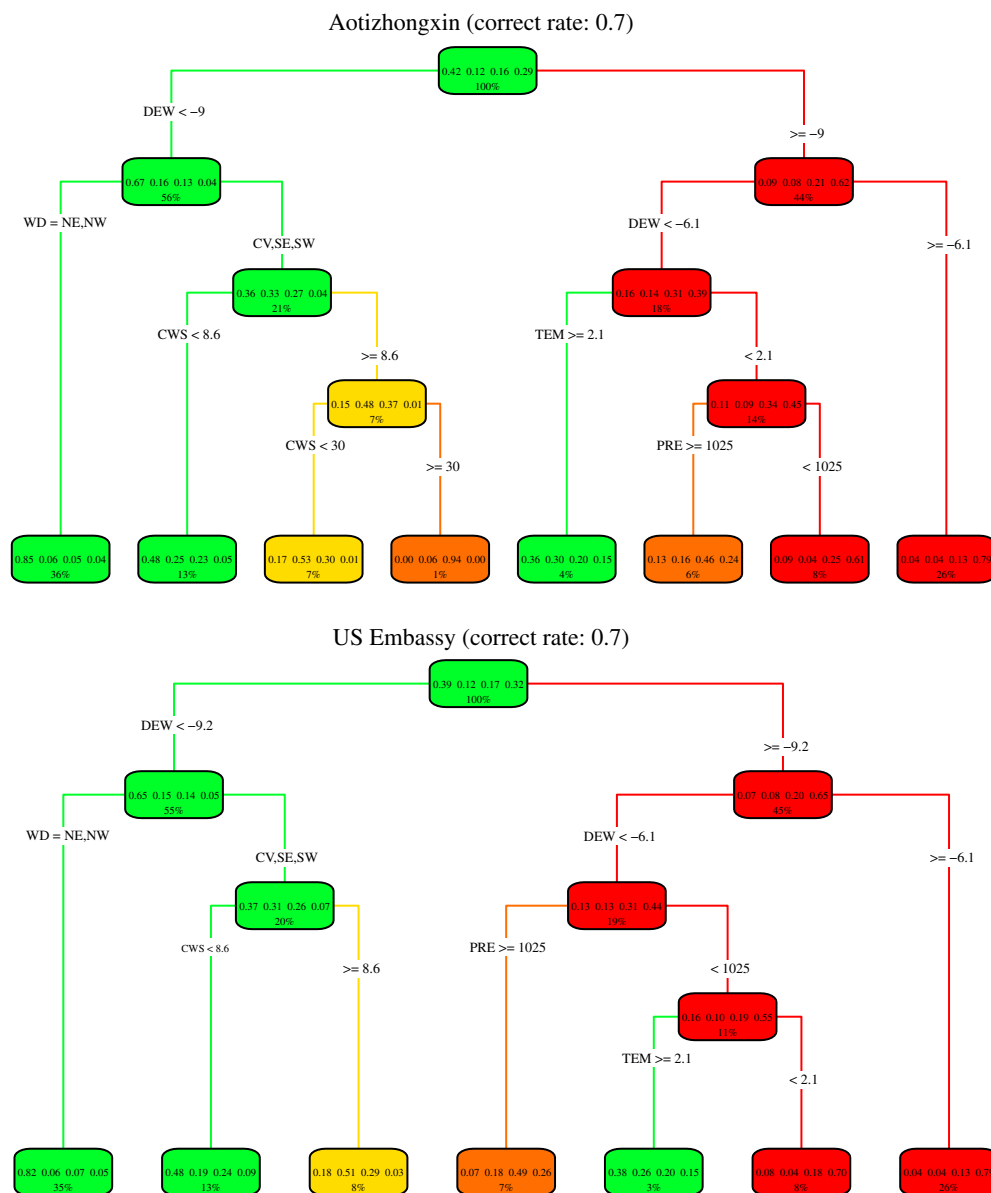 Aotizhongxin (correct rate: 0.7)
0.42 0.12 0.16 0.29
100%
DEW < −9
>= −9
0.67 0.16 0.13 0.04
56%
0.09 0.08 0.21 0.62
44%
WD = NE,NW
CV,SE,SW
DEW < −6.1
>= −6.1
0.36 0.33 0.27 0.04
21%
0.16 0.14 0.31 0.39
18%
CWS < 8.6
>= 8.6
TEM >= 2.1
< 2.1
0.15 0.48 0.37 0.01
7%
0.11 0.09 0.34 0.45
14%
CWS < 30
>= 30
PRE >= 1025
< 1025
0.85 0.06 0.05 0.04
36%
0.48 0.25 0.23 0.05
13%
0.17 0.53 0.30 0.01
7%
0.00 0.06 0.94 0.00
1%
0.36 0.30 0.20 0.15
4%
0.13 0.16 0.46 0.24
6%
0.09 0.04 0.25 0.61
8%
0.04 0.04 0.13 0.79
26%
US Embassy (correct rate: 0.7)
0.39 0.12 0.17 0.32
100%
DEW < −9.2
>= −9.2
0.65 0.15 0.14 0.05
55%
0.07 0.08 0.20 0.65
45%
WD = NE,NW
CV,SE,SW
DEW < −6.1
>= −6.1
0.37 0.31 0.26 0.07
20%
0.13 0.13 0.31 0.44
19%
CWS < 8.6
>= 8.6
PRE >= 1025
< 1025
0.16 0.10 0.19 0.55
11%
TEM >= 2.1
< 2.1
0.82 0.06 0.07 0.05
35%
0.48 0.19 0.24 0.09
13%
0.18 0.51 0.29 0.03
8%
0.07 0.18 0.49 0.26
7%
0.38 0.26 0.20 0.15
3%
0.08 0.04 0.18 0.70
8%
0.04 0.04 0.13
26%